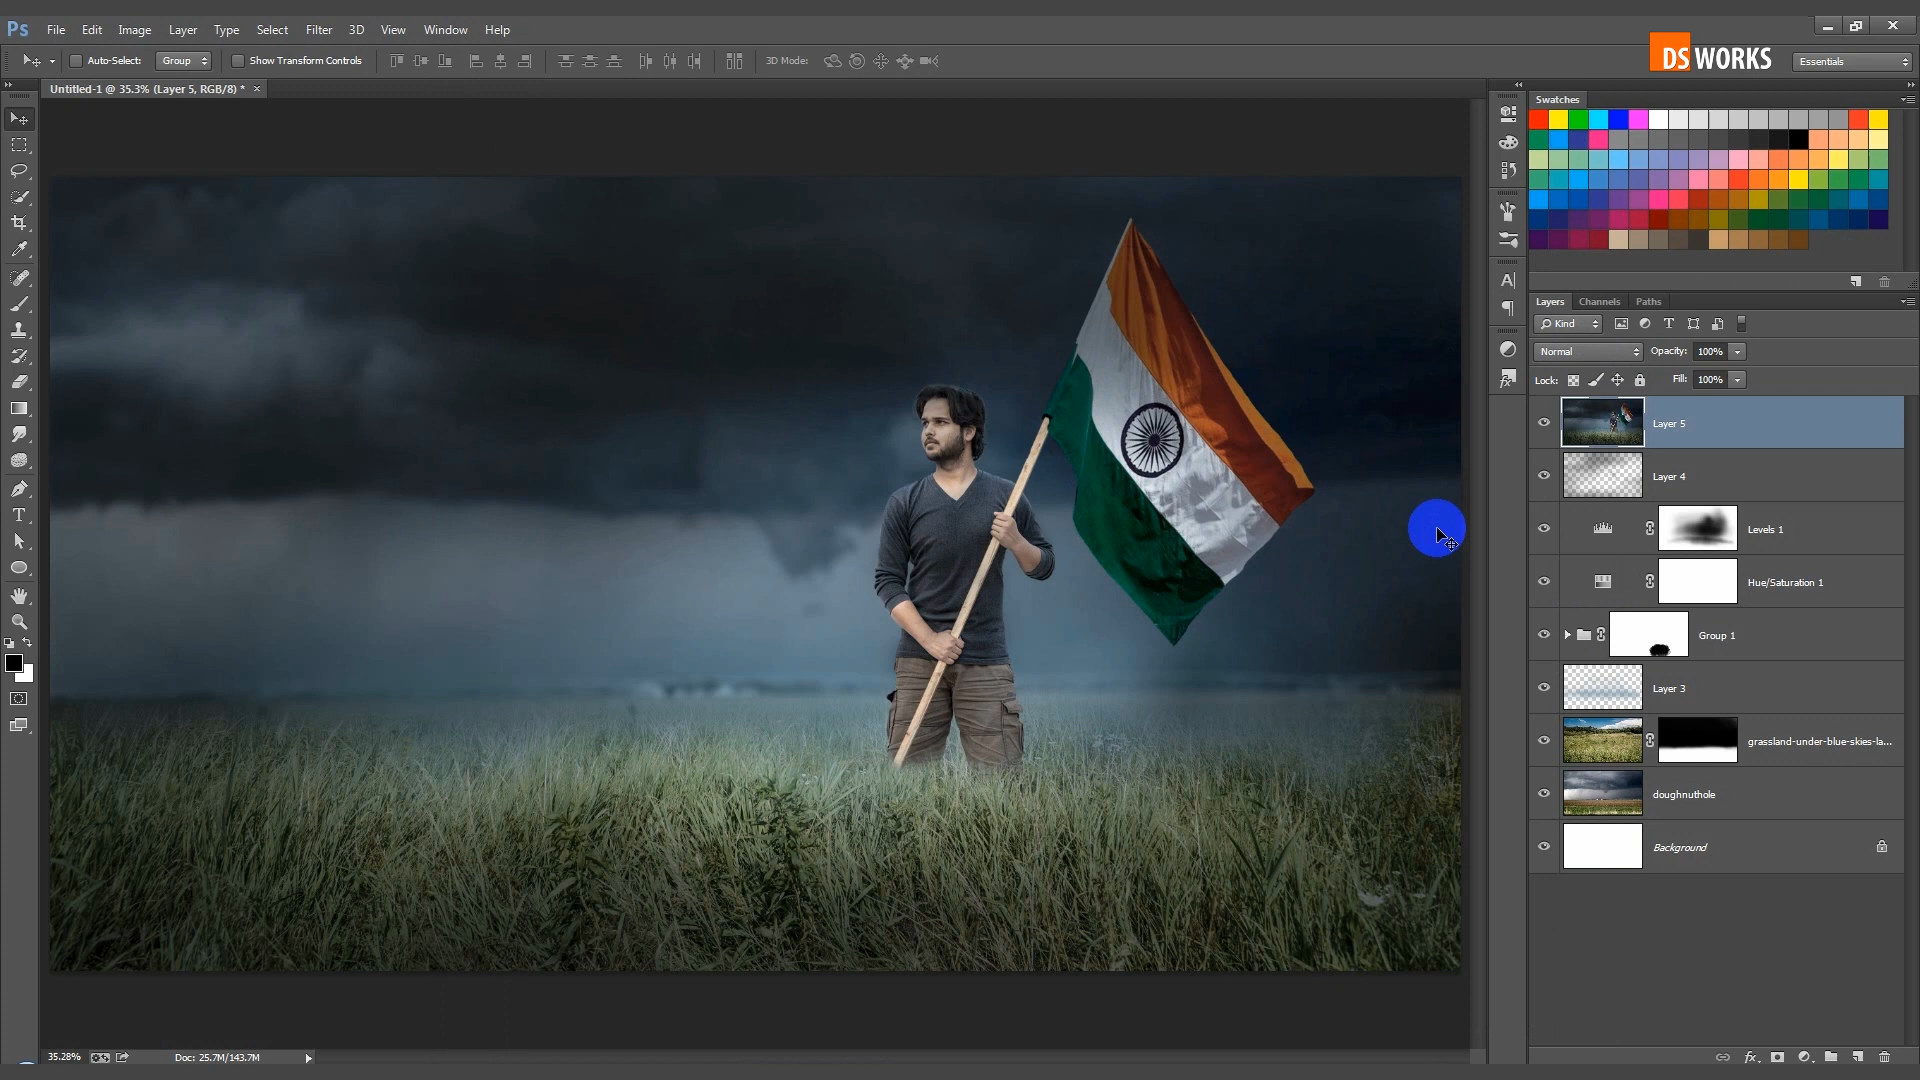 Ps File Edit Image Layer Type Select Filter 3D View Window Help
Auto-Select: Group Show Transform Controls 3D Mode: DS WORKS Essentials
Untitled-1 @ 35.3% (Layer 5, RGB/8) * ×
Swatches
Layers Channels Paths
Kind
Normal Opacity: 100%
Lock: Fill: 100%
Layer 5
Layer 4
Levels 1
Hue/Saturation 1
Group 1
Layer 3
grassland-under-blue-skies-la...
doughnuthole
Background
35.28% Doc: 25.7M/143.7M